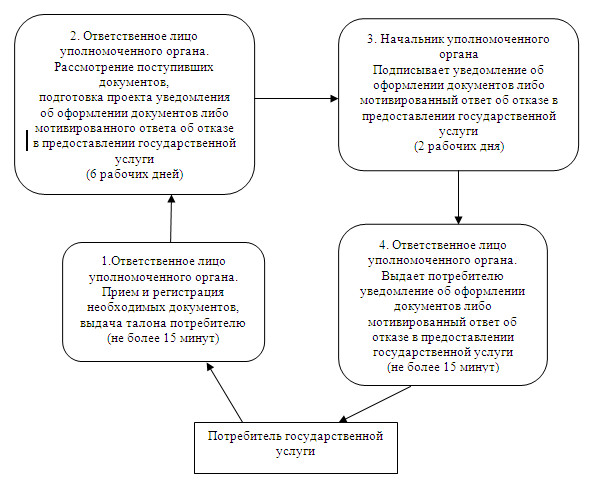 2. Ответственное лицо
уполномоченного органа.
Рассмотрение поступивших
документов,
подготовка проекта уведомления
об оформлении документов либо
мотивированного ответа об отказе
в предоставлении государственной
услуги
(6 рабочих дней)
3. Начальник уполномоченного
органа
Подписывает уведомление об
оформлении документов либо
мотивированный ответ об отказе в
предоставлении государственной
услуги
(2 рабочих дня)
1.Ответственное лицо
уполномоченного органа.
Прием и регистрация
необходимых документов,
выдача талона потребителю
(не более 15 минут)
4. Ответственное лицо
уполномоченного органа.
Выдает потребителю
уведомление об оформлении
документов либо
мотивированный ответ об
отказе в предоставлении
государственной услуги
(не более 15 минут)
Потребитель государственной
услуги